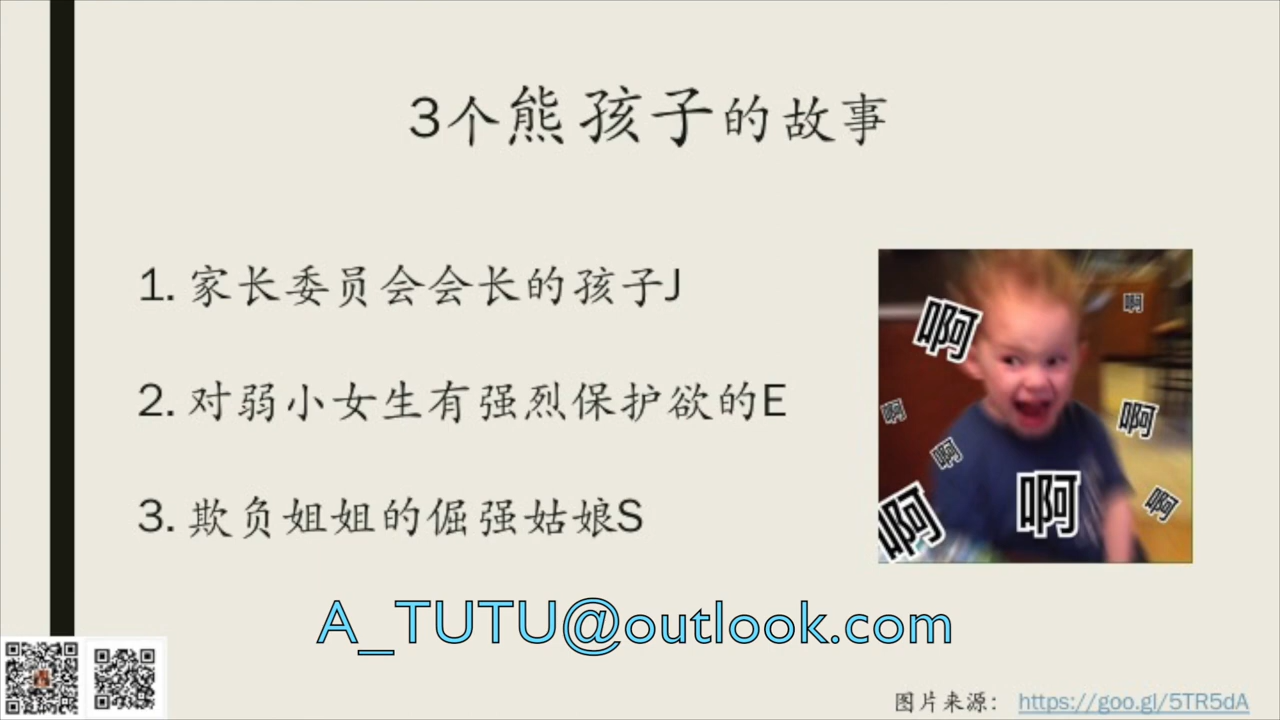 3个熊孩子的故事
1. 家长委员会会长的孩子J
2. 对弱小女生有强烈保护欲的E
3. 欺负姐姐的倔强姑娘S
啊
啊
啊
啊
啊
啊
啊
啊
A_TUTU@outlook.com
图片来源： https://goo.gl/5TR5dA